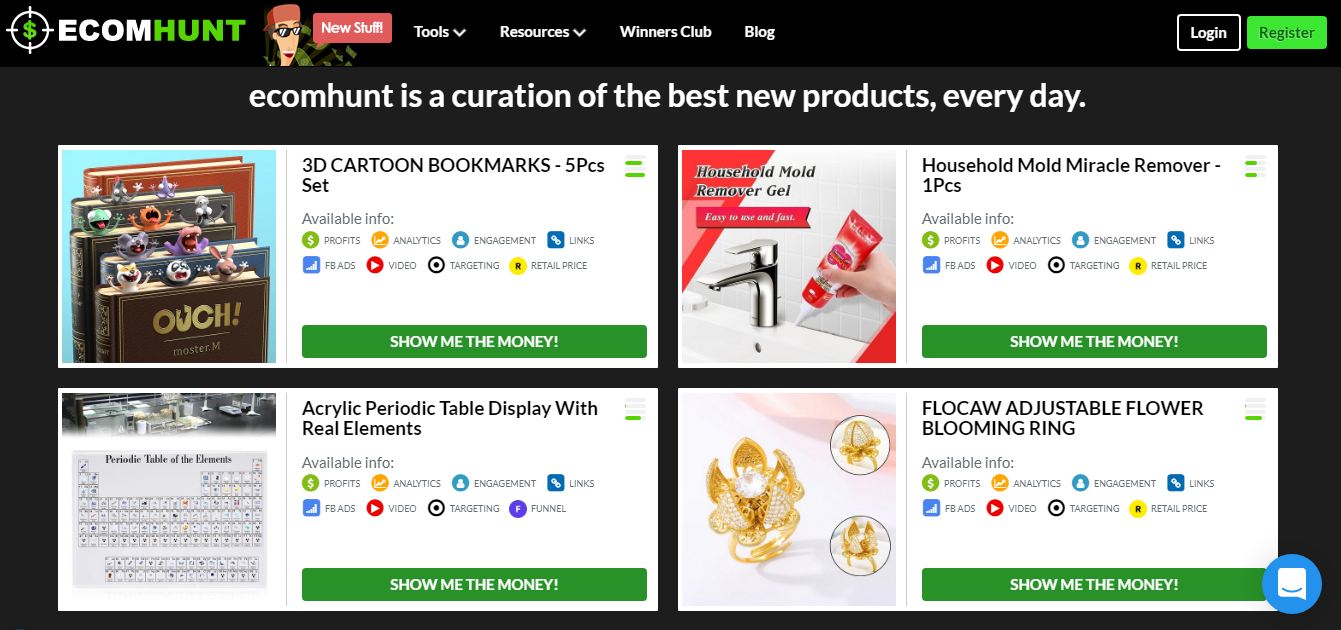 ECOMHUNT
New Stuff!
Tools
Resources
Winners Club
Blog
Login
Register
ecomhunt is a curation of the best new products, every day.
3D CARTOON BOOKMARKS - 5Pcs
Set
Available info:
PROFITS ANALYTICS ENGAGEMENT LINKS
FB ADS VIDEO TARGETING R RETAIL PRICE
SHOW ME THE MONEY!
OUCH!
moster.M
Household Mold Miracle Remover -
1Pcs
Available info:
PROFITS ANALYTICS ENGAGEMENT LINKS
FB ADS VIDEO TARGETING R RETAIL PRICE
SHOW ME THE MONEY!
Household Mold
Remover Gel
Easy to use and fast.
Acrylic Periodic Table Display With
Real Elements
Available info:
PROFITS ANALYTICS ENGAGEMENT LINKS
FB ADS VIDEO TARGETING F FUNNEL
SHOW ME THE MONEY!
Periodic Table of the Elements
FLOCAW ADJUSTABLE FLOWER
BLOOMING RING
Available info:
PROFITS ANALYTICS ENGAGEMENT LINKS
FB ADS VIDEO TARGETING R RETAIL PRICE
SHOW ME THE MONEY!